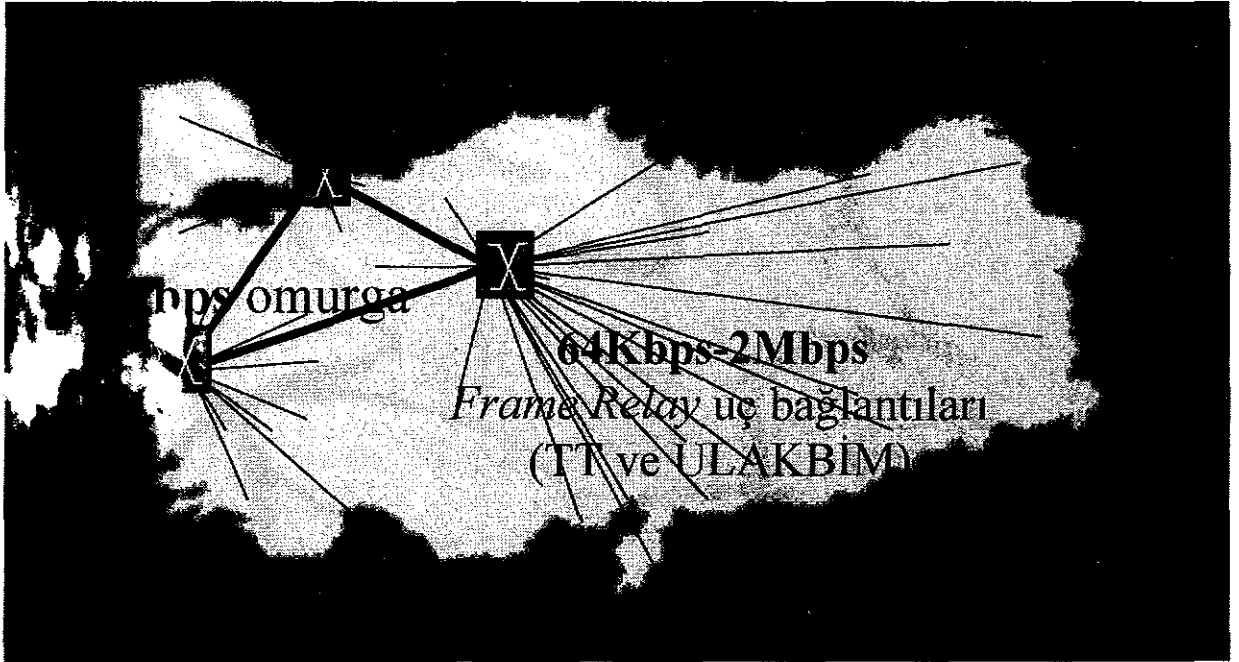 omurga
64Kbps-2Mbps
Frame Relay uç bağlantıları
(TT ve ULAKBİM)